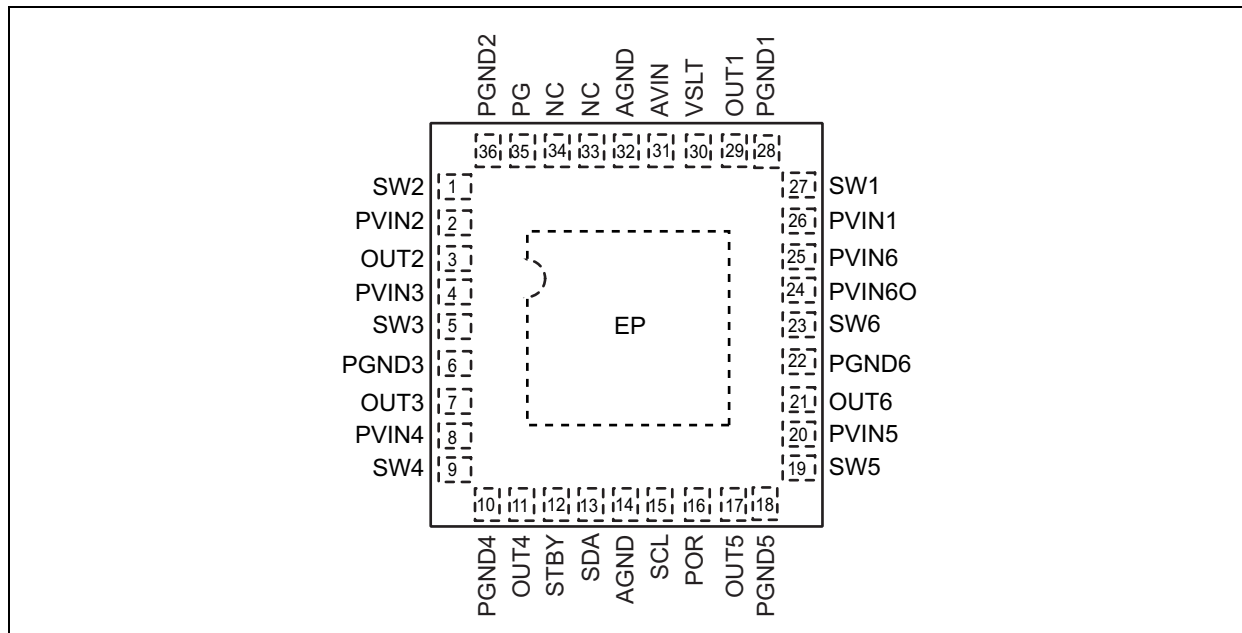 PGND2 PG NC NC AGND AVIN VSLT OUT1 PGND1
36 35 34 33 32 31 30 29 28
SW2 1 27 SW1
PVIN2 2 26 PVIN1
OUT2 3 25 PVIN6
PVIN3 4 24 PVIN6O
SW3 5 EP 23 SW6
PGND3 6 22 PGND6
OUT3 7 21 OUT6
PVIN4 8 20 PVIN5
SW4 9 19 SW5
10 11 12 13 14 15 16 17 18
PGND4 OUT4 STBY SDA AGND SCL POR OUT5 PGND5